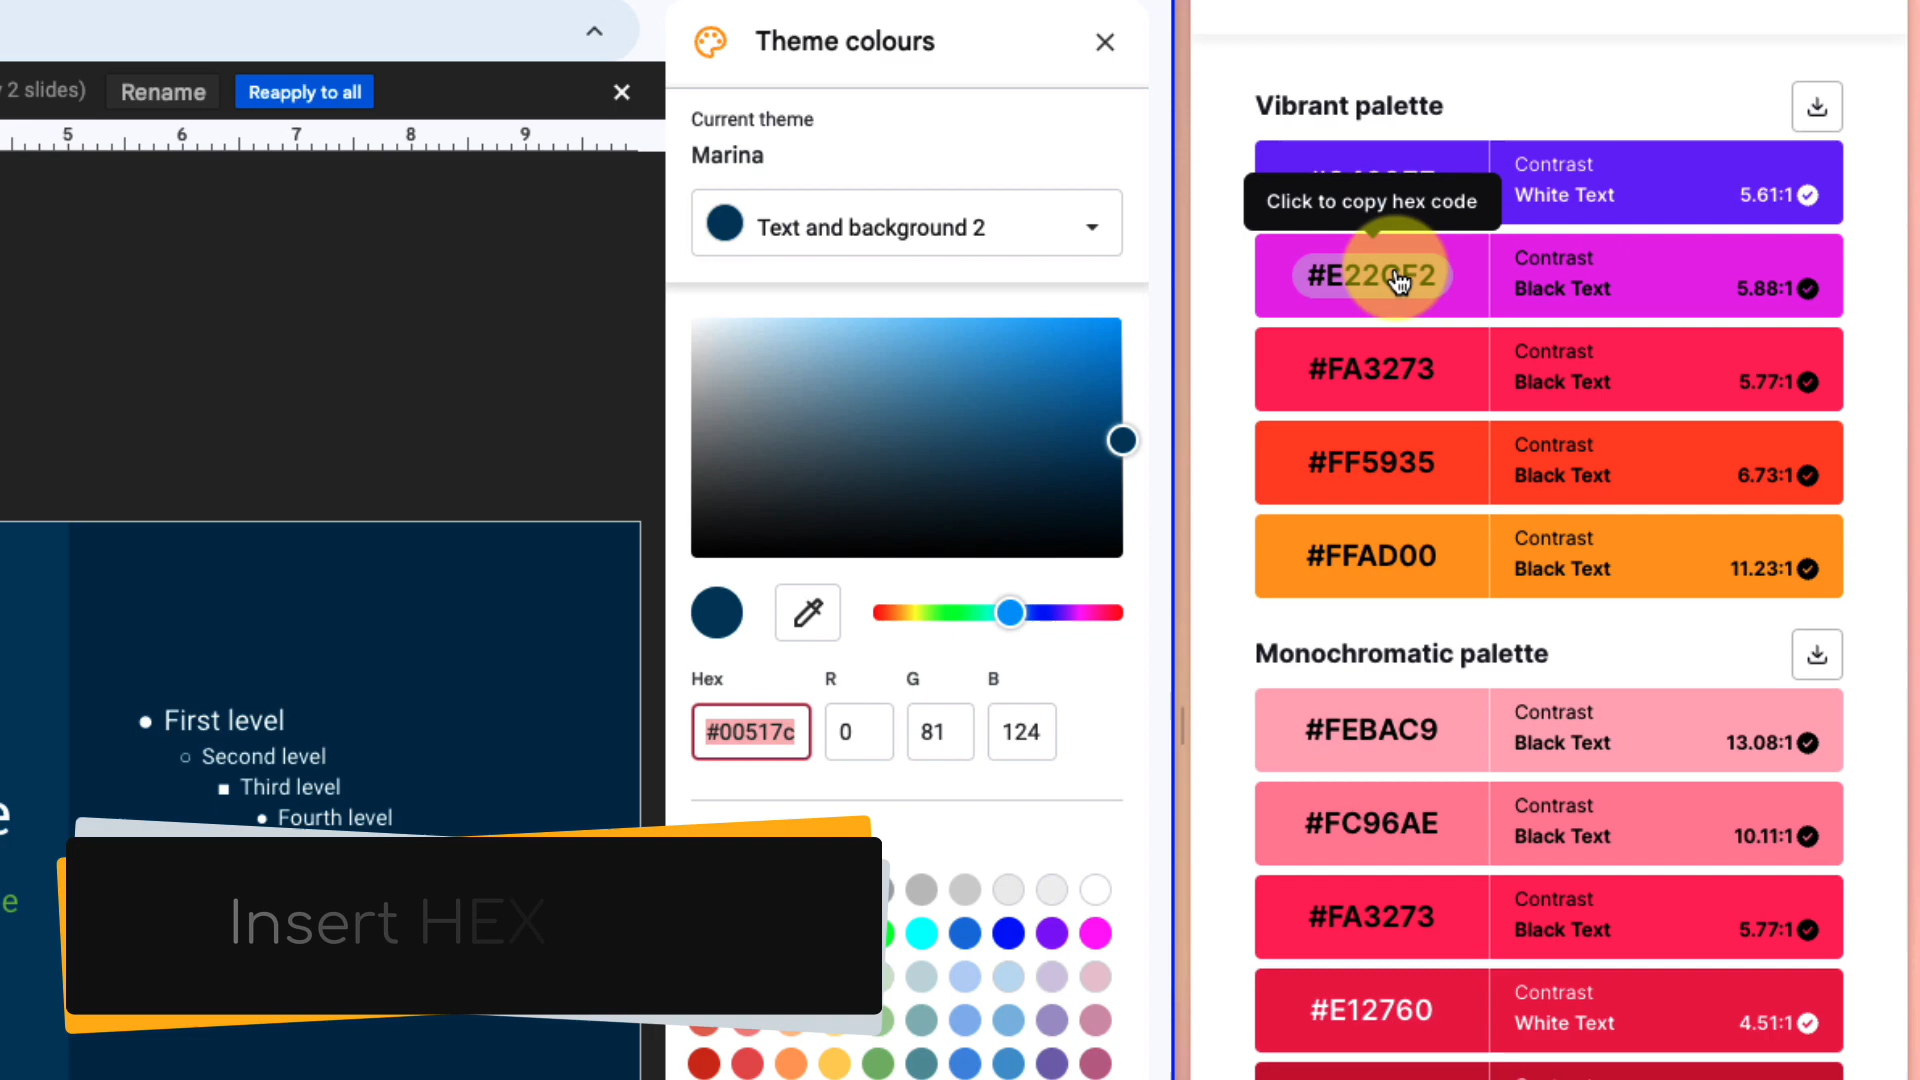 y 2 slides)
Rename
Reapply to all
5 6 7 8 9
First level
Second level
Third level
Fourth level
e
e
Insert HEX
Theme colours
Current theme
Marina
Text and background 2
Hex R G B
#00517c 0 81 124
Vibrant palette
Contrast
White Text 5.61:1
Click to copy hex code
#E22CF2
Contrast
Black Text 5.88:1
#FA3273
Contrast
Black Text 5.77:1
#FF5935
Contrast
Black Text 6.73:1
#FFAD00
Contrast
Black Text 11.23:1
Monochromatic palette
#FEBAC9
Contrast
Black Text 13.08:1
#FC96AE
Contrast
Black Text 10.11:1
#FA3273
Contrast
Black Text 5.77:1
#E12760
Contrast
White Text 4.51:1